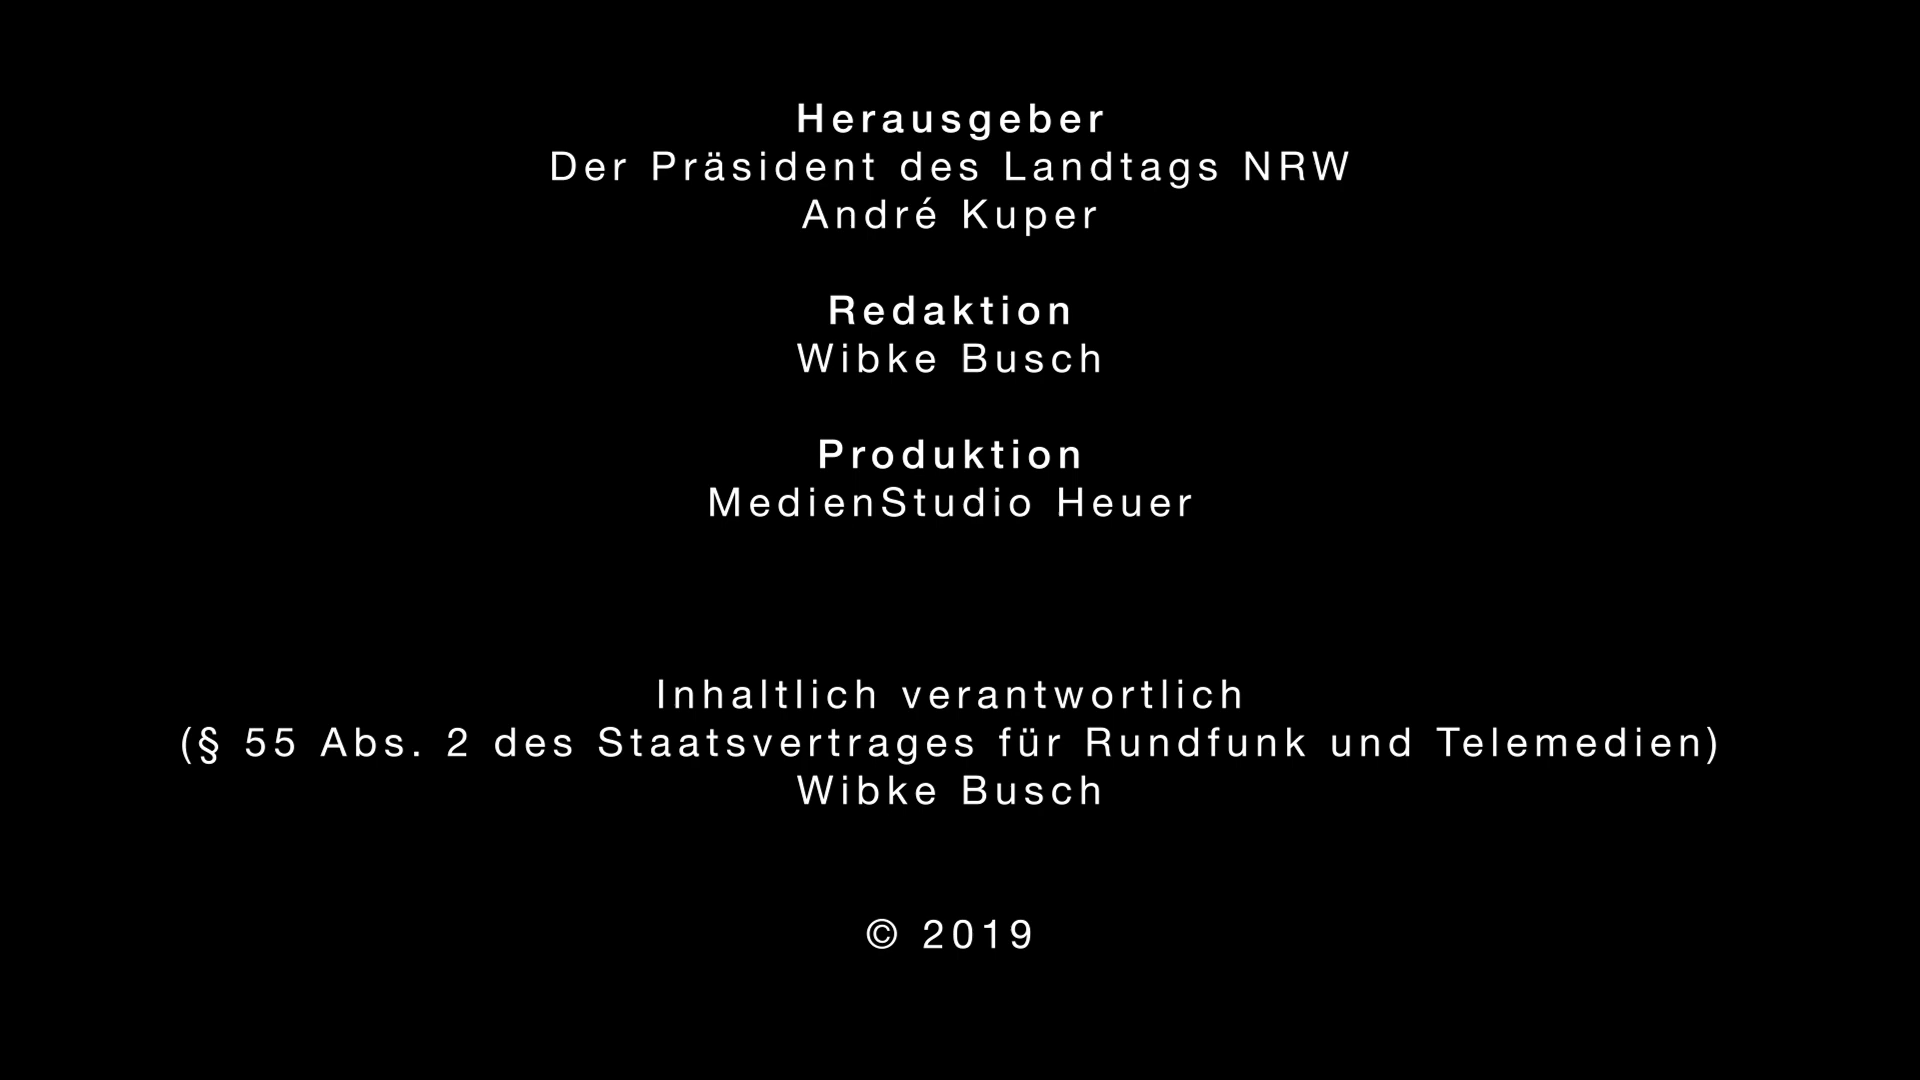 Herausgeber
Der Präsident des Landtags NRW
André Kuper
Redaktion
Wibke Busch
Produktion
MedienStudio Heuer
Inhaltlich verantwortlich
(§ 55 Abs. 2 des Staatsvertrages für Rundfunk und Telemedien)
Wibke Busch
© 2019